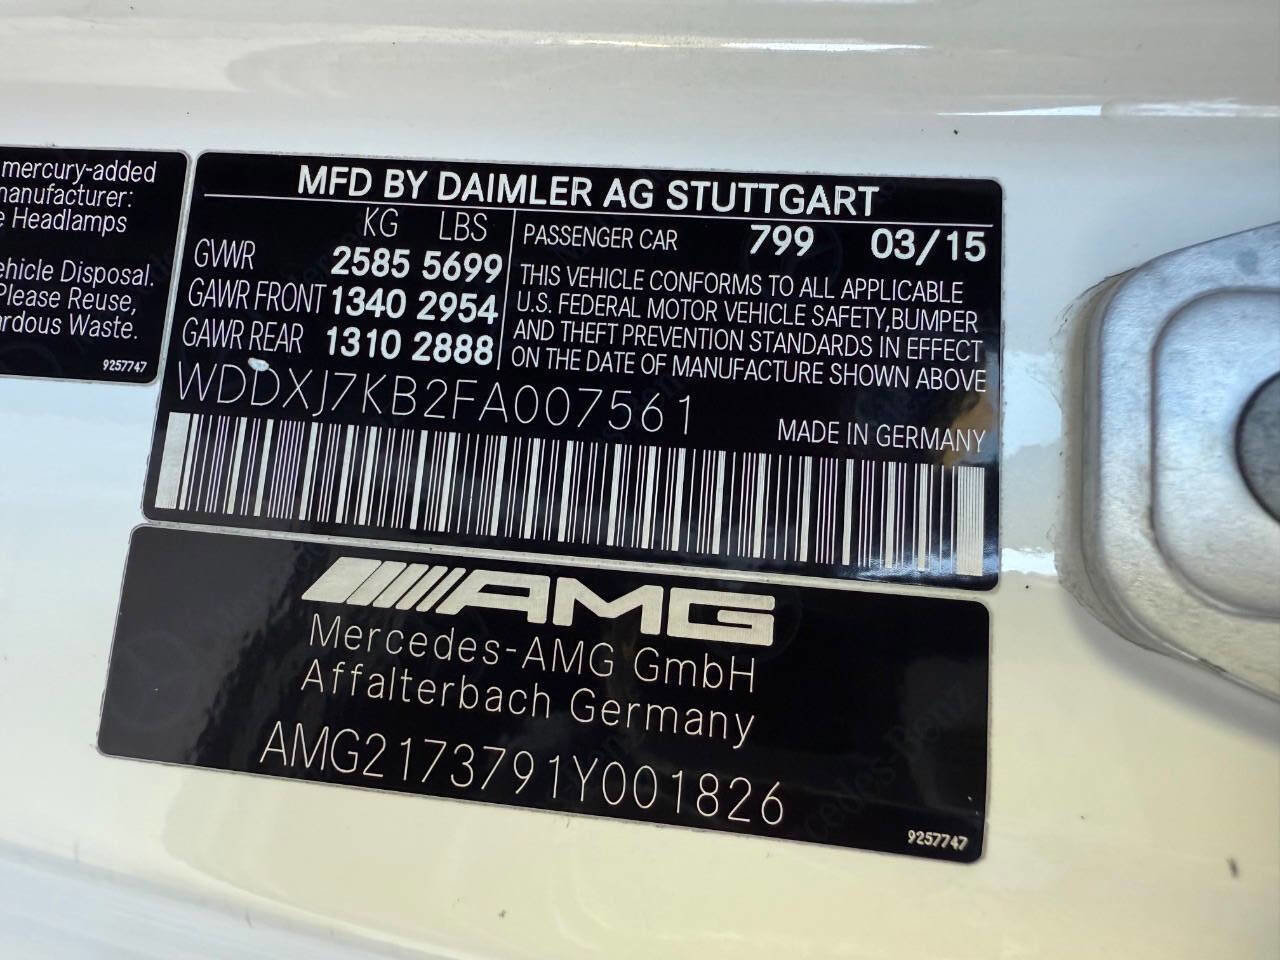 mercury-added
anufacturer:
e Headlamps
ehicle Disposal.
Please Reuse,
ardous Waste.
9257747
MFD BY DAIMLER AG STUTTGART
KG LBS
GVWR 2585 5699
GAWR FRONT 1340 2954
GAWR REAR 1310 2888
PASSENGER CAR 799 03/15
THIS VEHICLE CONFORMS TO ALL APPLICABLE
U.S. FEDERAL MOTOR VEHICLE SAFETY,BUMPER
AND THEFT PREVENTION STANDARDS IN EFFECT
ON THE DATE OF MANUFACTURE SHOWN ABOVE
WDDXJ7KB2FA007561
MADE IN GERMANY
AMG
Mercedes-AMG GmbH
Affalterbach Germany
AMG2173791Y001826
9257747